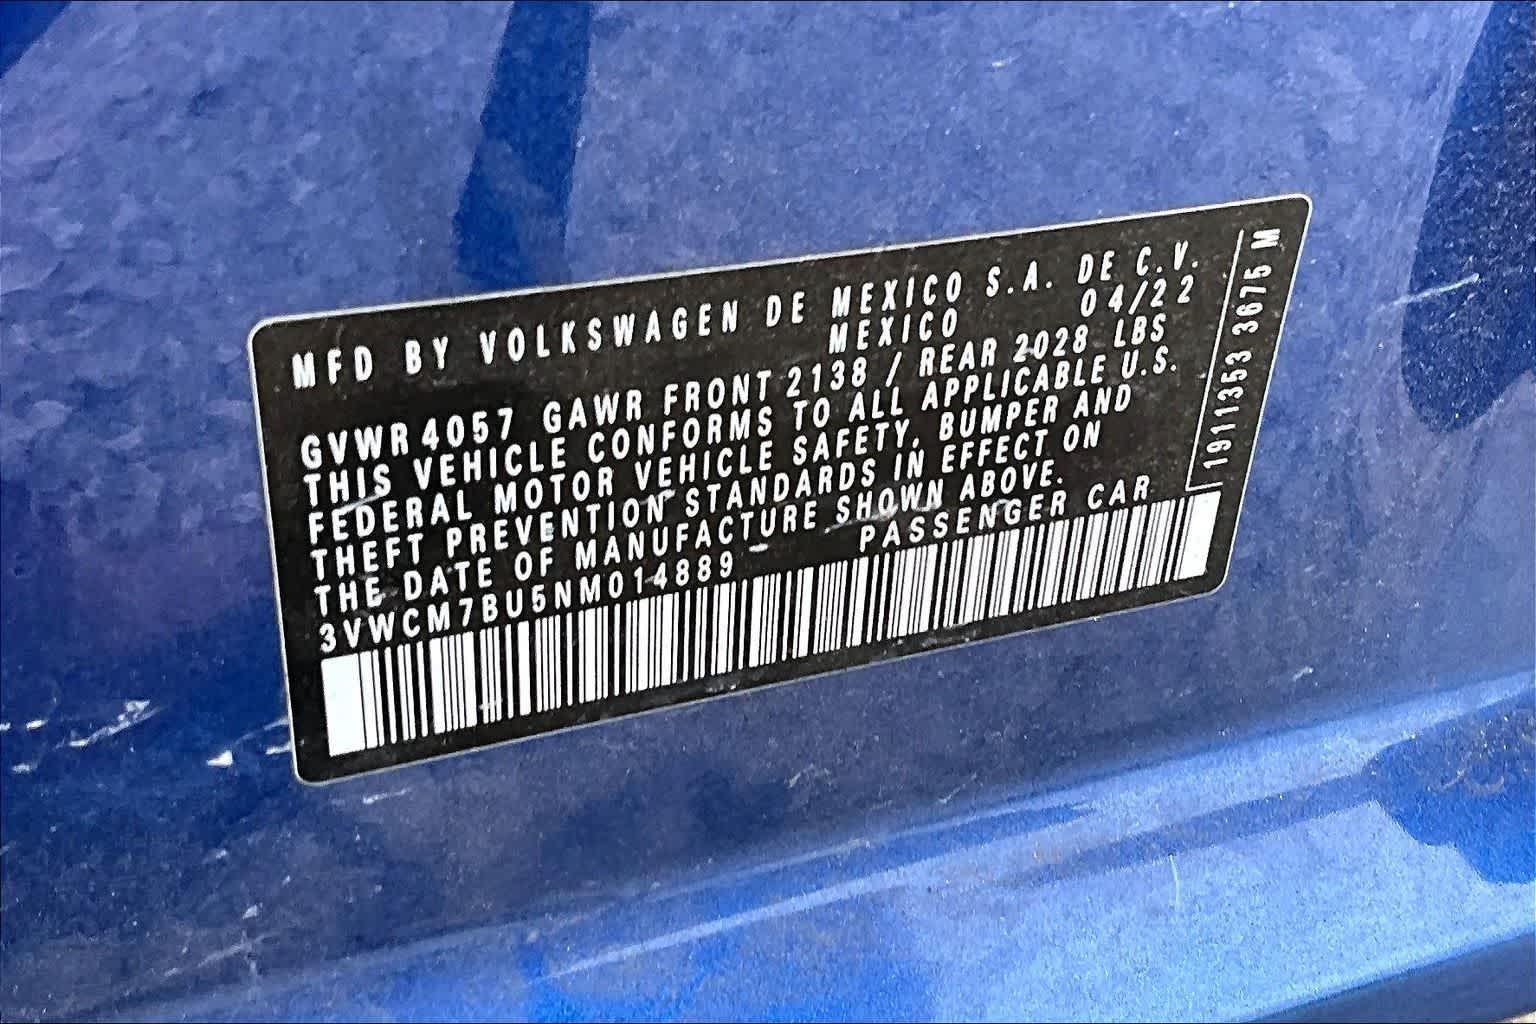 MFD BY VOLKSWAGEN DE MEXICO S.A. DE C.V.
MEXICO 04/22
GVWR 4057 GAWR FRONT 2138 / REAR 2028 LBS
THIS VEHICLE CONFORMS TO ALL APPLICABLE U.S.
FEDERAL MOTOR VEHICLE SAFETY, BUMPER AND
THEFT PREVENTION STANDARDS IN EFFECT ON
THE DATE OF MANUFACTURE SHOWN ABOVE.
3VWCM7BU5NM014889 PASSENGER CAR
1911353 3675 M